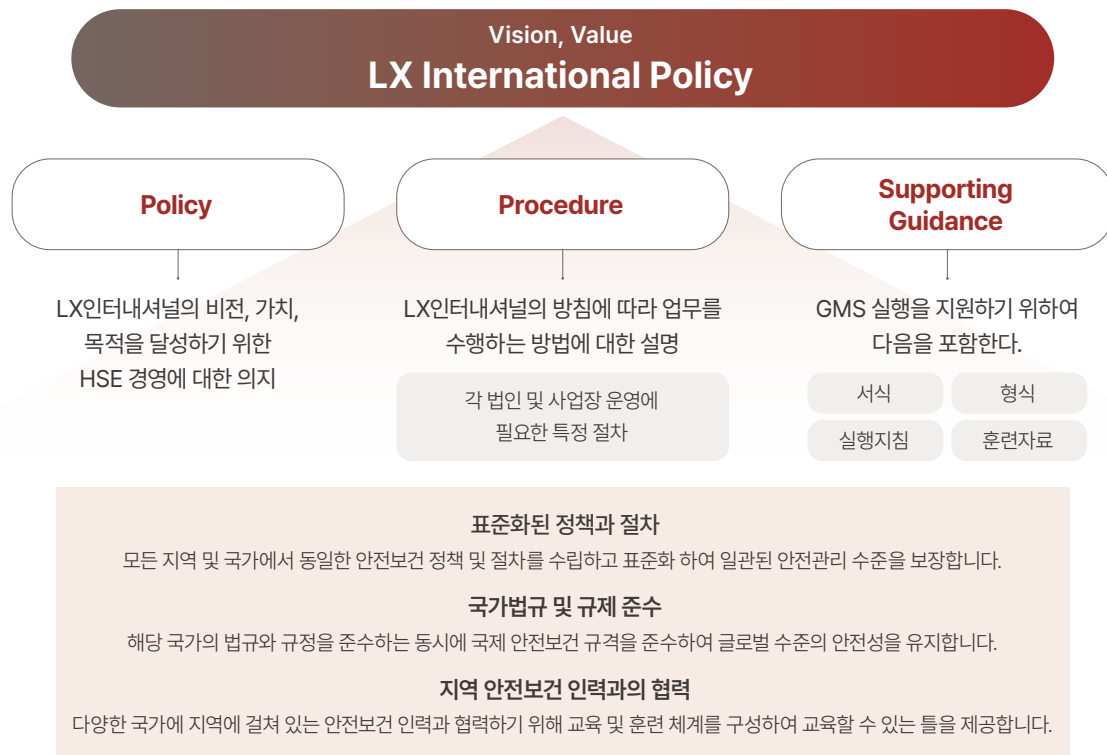 Vision, Value
LX International Policy
Policy
LX인터내셔널의 비전, 가치,
목적을 달성하기 위한
HSE 경영에 대한 의지
Procedure
LX인터내셔널의 방침에 따라 업무를
수행하는 방법에 대한 설명
각 법인 및 사업장 운영에
필요한 특정 절차
Supporting
Guidance
GMS 실행을 지원하기 위하여
다음을 포함한다.
서식
형식
실행지침
훈련자료
표준화된 정책과 절차
모든 지역 및 국가에서 동일한 안전보건 정책 및 절차를 수립하고 표준화 하여 일관된 안전관리 수준을 보장합니다.
국가법규 및 규제 준수
해당 국가의 법규와 규정을 준수하는 동시에 국제 안전보건 규격을 준수하여 글로벌 수준의 안전성을 유지합니다.
지역 안전보건 인력과의 협력
다양한 국가에 지역에 걸쳐 있는 안전보건 인력과 협력하기 위해 교육 및 훈련 체계를 구성하여 교육할 수 있는 틀을 제공합니다.